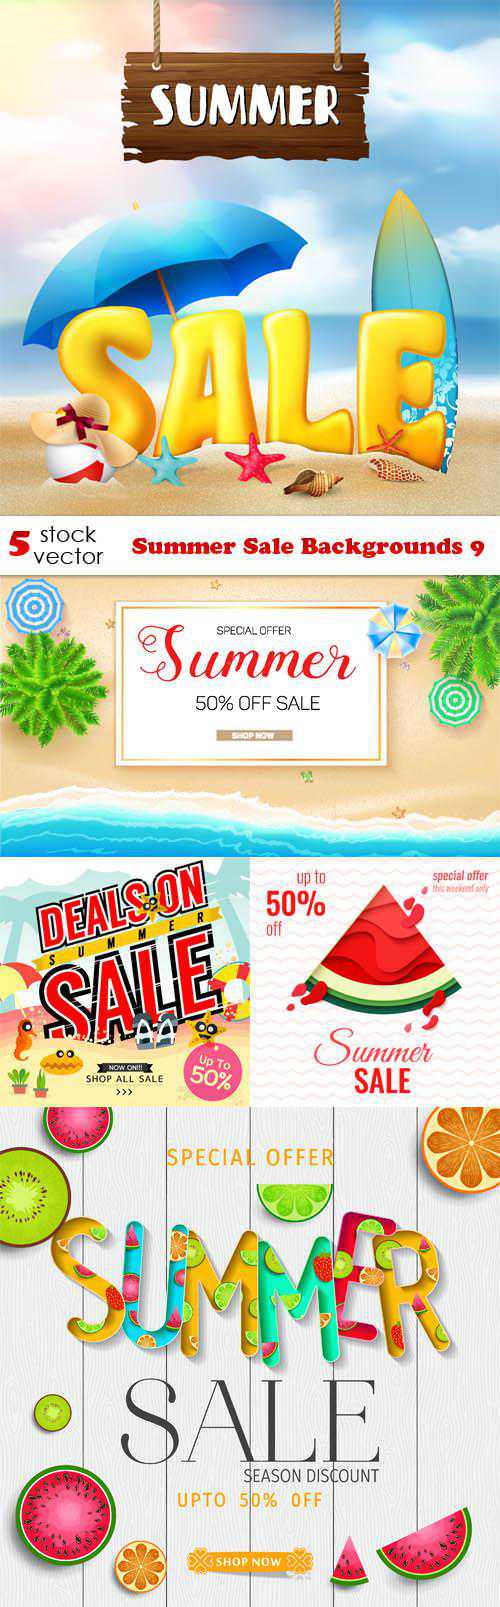 SUMMER
SALE
5 stock vector
Summer Sale Backgrounds 9
SPECIAL OFFER
Summer
50% OFF SALE
SHOP NOW
DEALS ON
SUMMER
SALE
NOW ON!!!
SHOP ALL SALE
>>>
Up To
50%
up to
50%
off
special offer
this weekend only
Summer
SALE
SPECIAL OFFER
SUMMER
SALE
SEASON DISCOUNT
UPTO 50% OFF
SHOP NOW